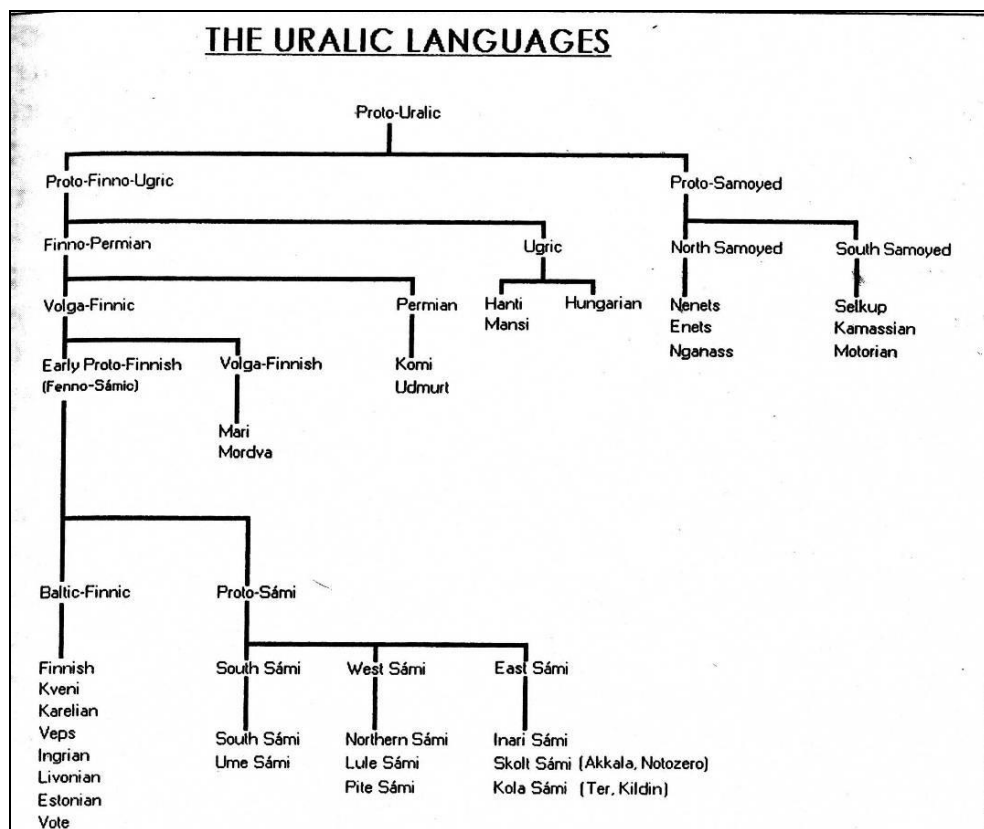 THE URALIC LANGUAGES
Proto-Uralic
Proto-Finno-Ugric
Proto-Samoyed
Finno-Permian
Ugric
North Samoyed
South Samoyed
Volga-Finnic
Permian
Hanti
Mansi
Hungarian
Nenets
Enets
Nganass
Selkup
Kamassian
Motorian
Early Proto-Finnish
(Fenno-Sámic)
Volga-Finnish
Komi
Udmurt
Mari
Mordva
Baltic-Finnic
Proto-Sámi
Finnish
Kveni
Karelian
Veps
Ingrian
Livonian
Estonian
Vote
South Sámi
West Sámi
East Sámi
South Sámi
Ume Sámi
Northern Sámi
Lule Sámi
Pite Sámi
Inari Sámi
Skolt Sámi (Akkala, Notozero)
Kola Sámi (Ter, Kildin)